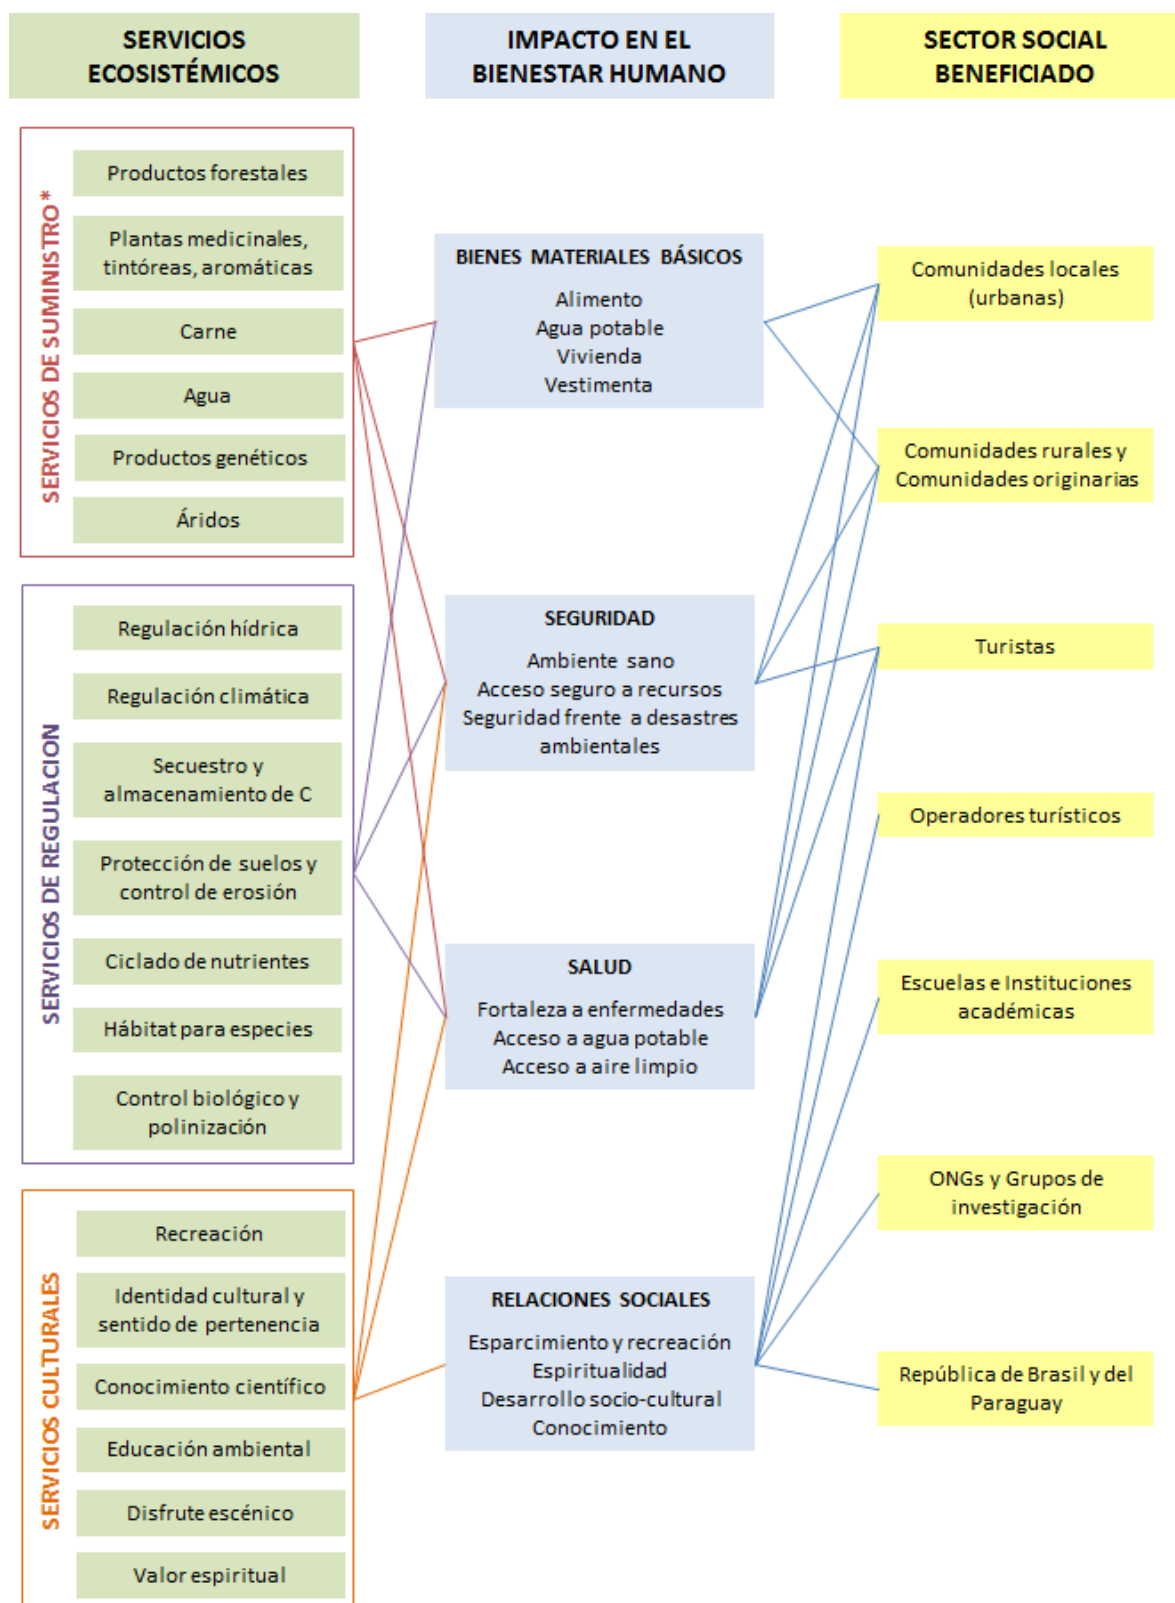 SERVICIOS
ECOSISTÉMICOS
IMPACTO EN EL
BIENESTAR HUMANO
SECTOR SOCIAL
BENEFICIADO
SERVICIOS DE SUMINISTRO*
Productos forestales
Plantas medicinales,
tintóreas, aromáticas
Carne
Agua
Productos genéticos
Áridos
SERVICIOS DE REGULACION
Regulación hídrica
Regulación climática
Secuestro y
almacenamiento de C
Protección de suelos y
control de erosión
Ciclado de nutrientes
Hábitat para especies
Control biológico y
polinización
SERVICIOS CULTURALES
Recreación
Identidad cultural y
sentido de pertenencia
Conocimiento científico
Educación ambiental
Disfrute escénico
Valor espiritual
BIENES MATERIALES BÁSICOS
Alimento
Agua potable
Vivienda
Vestimenta
SEGURIDAD
Ambiente sano
Acceso seguro a recursos
Seguridad frente a desastres
ambientales
SALUD
Fortaleza a enfermedades
Acceso a agua potable
Acceso a aire limpio
RELACIONES SOCIALES
Esparcimiento y recreación
Espiritualidad
Desarrollo socio-cultural
Conocimiento
Comunidades locales
(urbanas)
Comunidades rurales y
Comunidades originarias
Turistas
Operadores turísticos
Escuelas e Instituciones
académicas
ONGs y Grupos de
investigación
República de Brasil y del
Paraguay